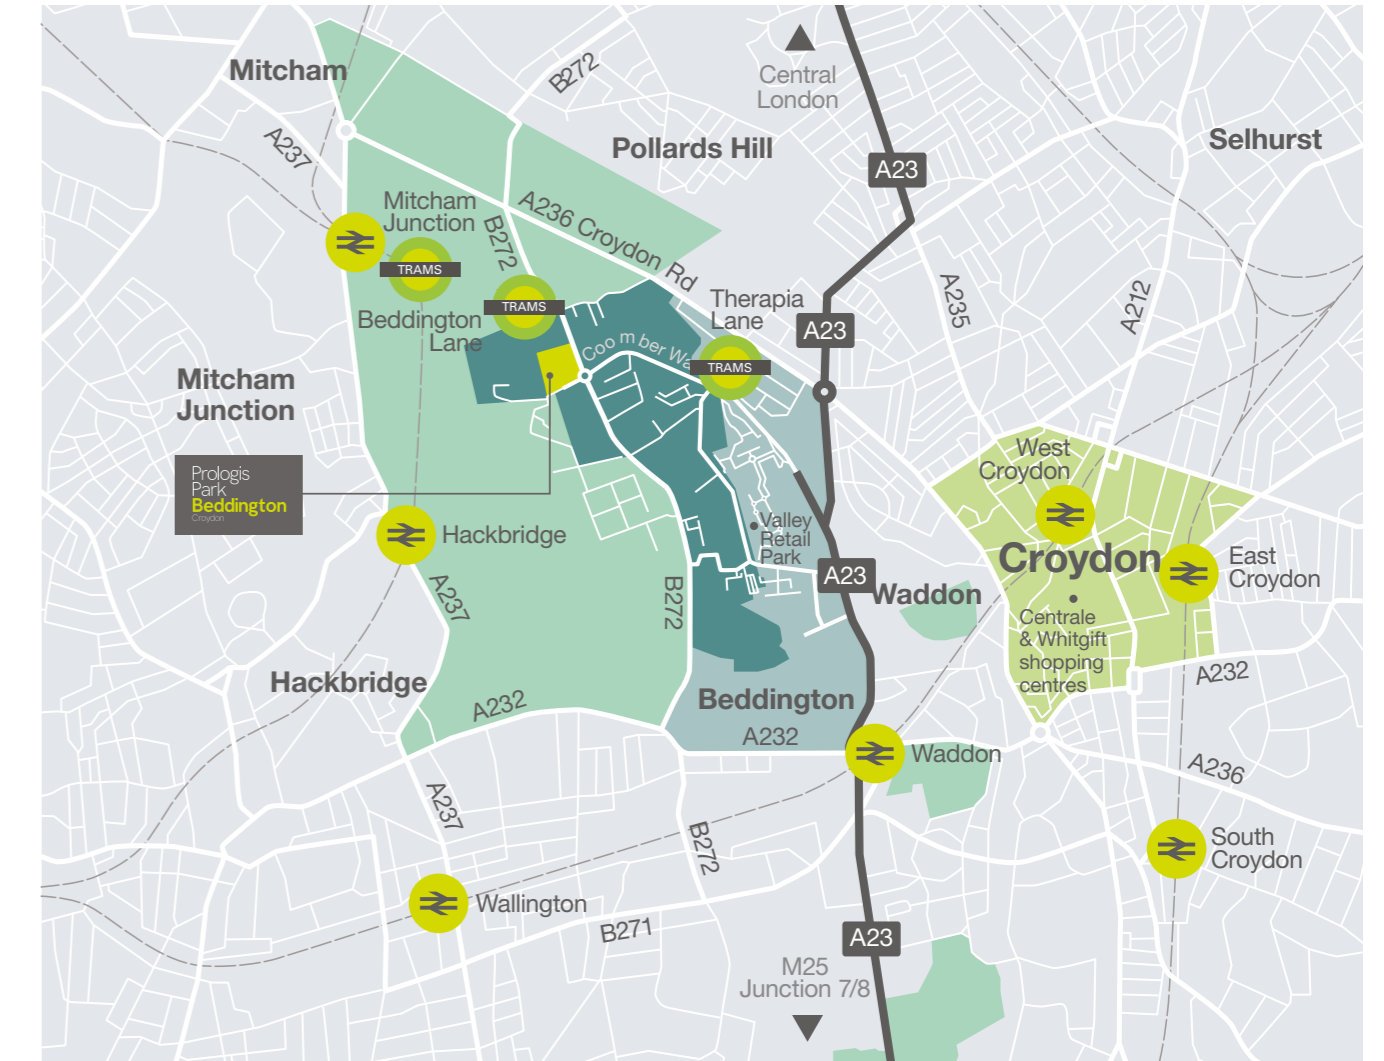 Mitcham
B272
Central
London
Pollards Hill
Selhurst
A237
A23
Mitcham
Junction
TRAMS
B272
A236 Croydon Rd
A235
A212
Beddington
Lane
TRAMS
Therapia
Lane
A23
Coomber Wa
TRAMS
Mitcham
Junction
Prologis
Park
Beddington
Croydon
West
Croydon
Hackbridge
Valley
Retail
Park
Croydon
East
Croydon
A237
B272
A23
Waddon
Centrale
& Whitgift
shopping
centres
Hackbridge
A232
Beddington
A232
A232
Waddon
A236
A237
B272
South
Croydon
Wallington
B271
A23
M25
Junction 7/8